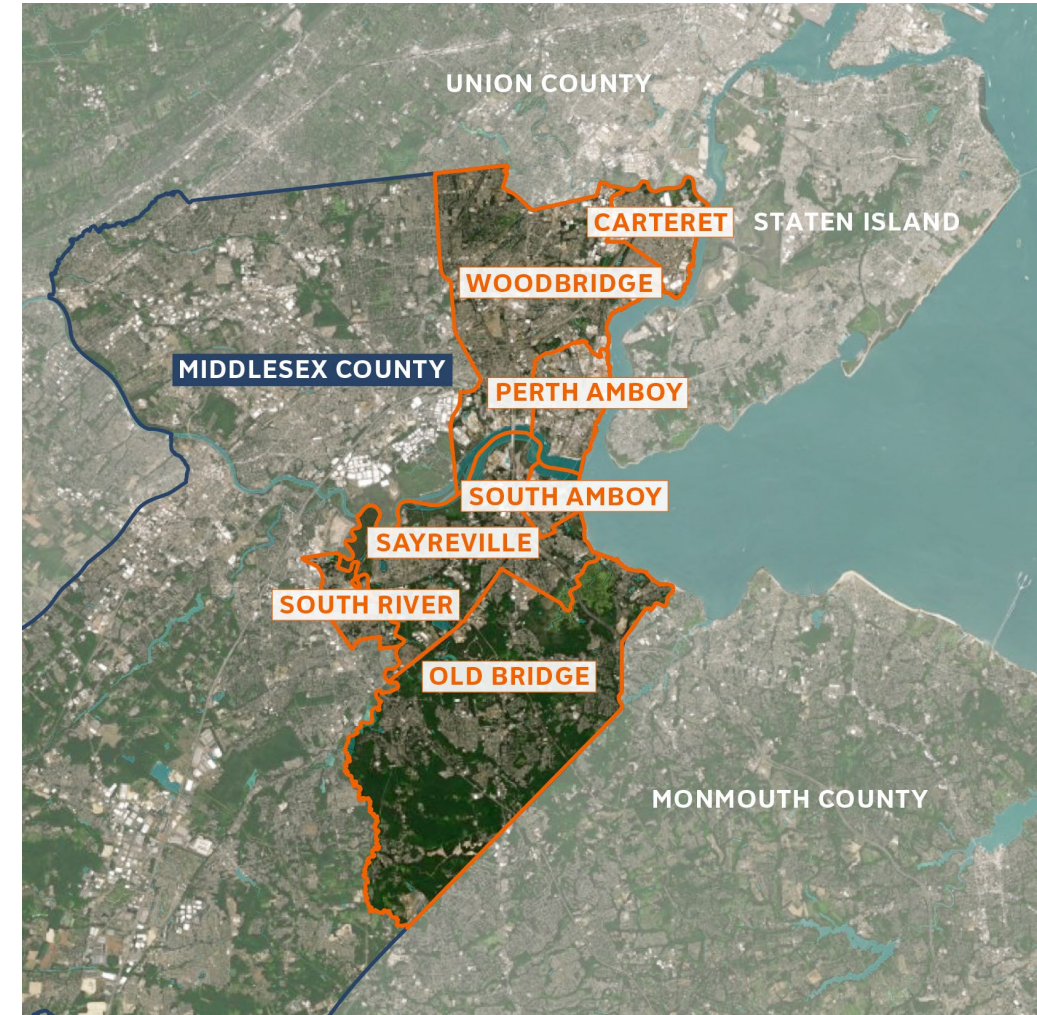 UNION COUNTY
CARTERET
STATEN ISLAND
WOODBRIDGE
MIDDLESEX COUNTY
PERTH AMBOY
SOUTH AMBOY
SAYREVILLE
SOUTH RIVER
OLD BRIDGE
MONMOUTH COUNTY